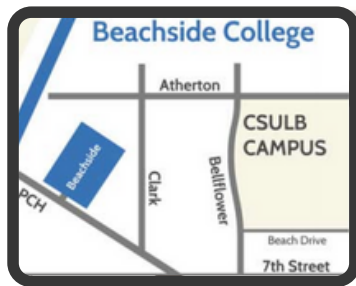 Beachside College
Atherton
CSULB
CAMPUS
Beachside
Clark
Bellflower
PCH
Beach Drive
7th Street